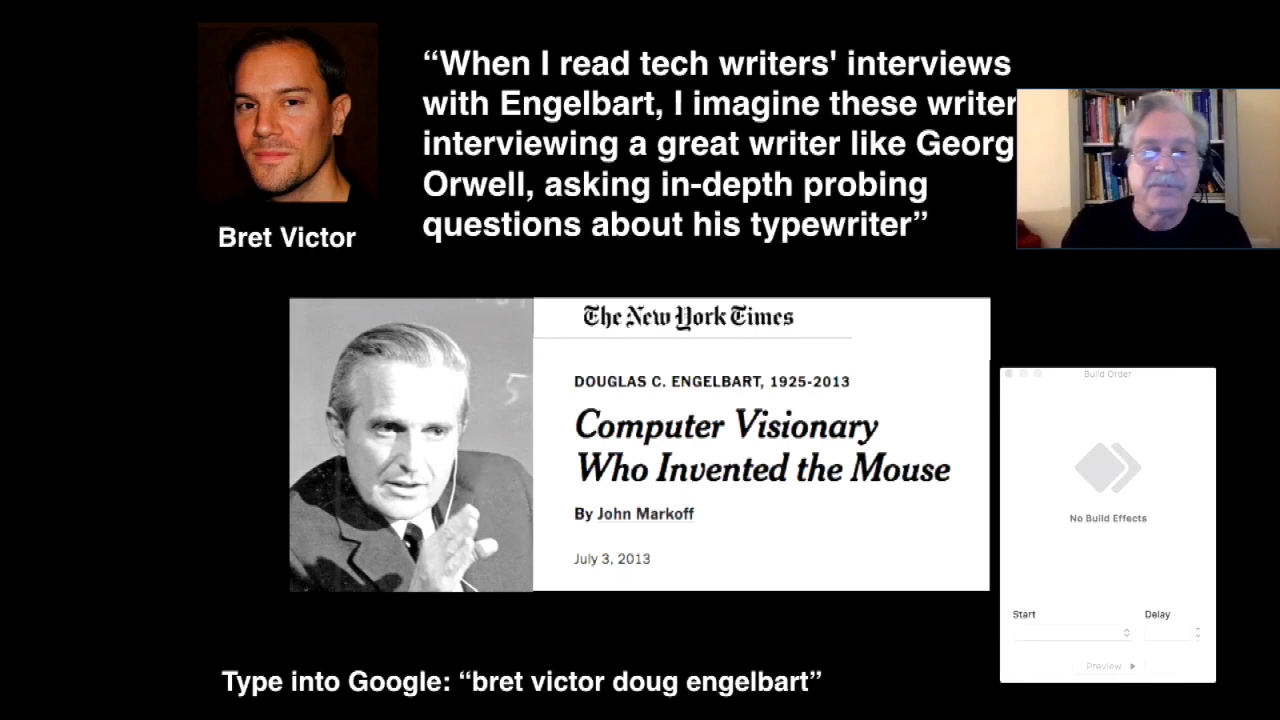 “When I read tech writers' interviews
with Engelbart, I imagine these writer
interviewing a great writer like Georg
Orwell, asking in-depth probing
questions about his typewriter”
Bret Victor
The New York Times
DOUGLAS C. ENGELBART, 1925-2013
Computer Visionary
Who Invented the Mouse
By John Markoff
July 3, 2013
Build Order
No Build Effects
Start Delay
Preview
Type into Google: “bret victor doug engelbart”